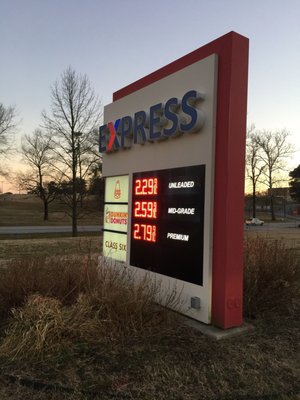 EXPRESS
2.29 UNLEADED
2.59 MID-GRADE
2.79 PREMIUM
DUNKIN'
DONUTS
CLASS SIX